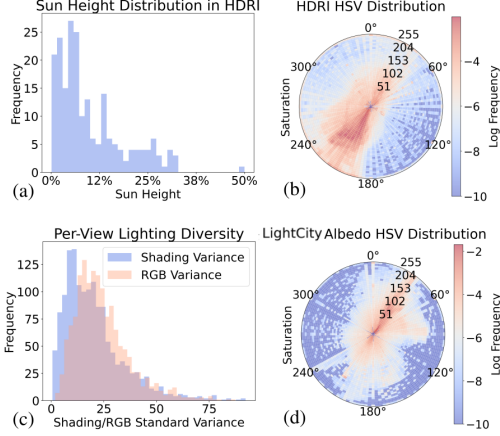 Sun Height Distribution in HDRI
Frequency
25
20
15
10
5
0
0% 12% 25% 38% 50%
Sun Height
(a)
HDRI HSV Distribution
0°
255
204
153
102
51
60°
120°
180°
240°
300°
Saturation
−4
−6
−8
−10
Log Frequency
(b)
Per-View Lighting Diversity
Shading Variance
RGB Variance
Frequency
125
100
75
50
25
0
0 25 50 75
Shading/RGB Standard Variance
(c)
LightCity Albedo HSV Distribution
0°
255
204
153
102
51
60°
120°
180°
240°
300°
Saturation
−2
−4
−6
−8
−10
Log Frequency
(d)